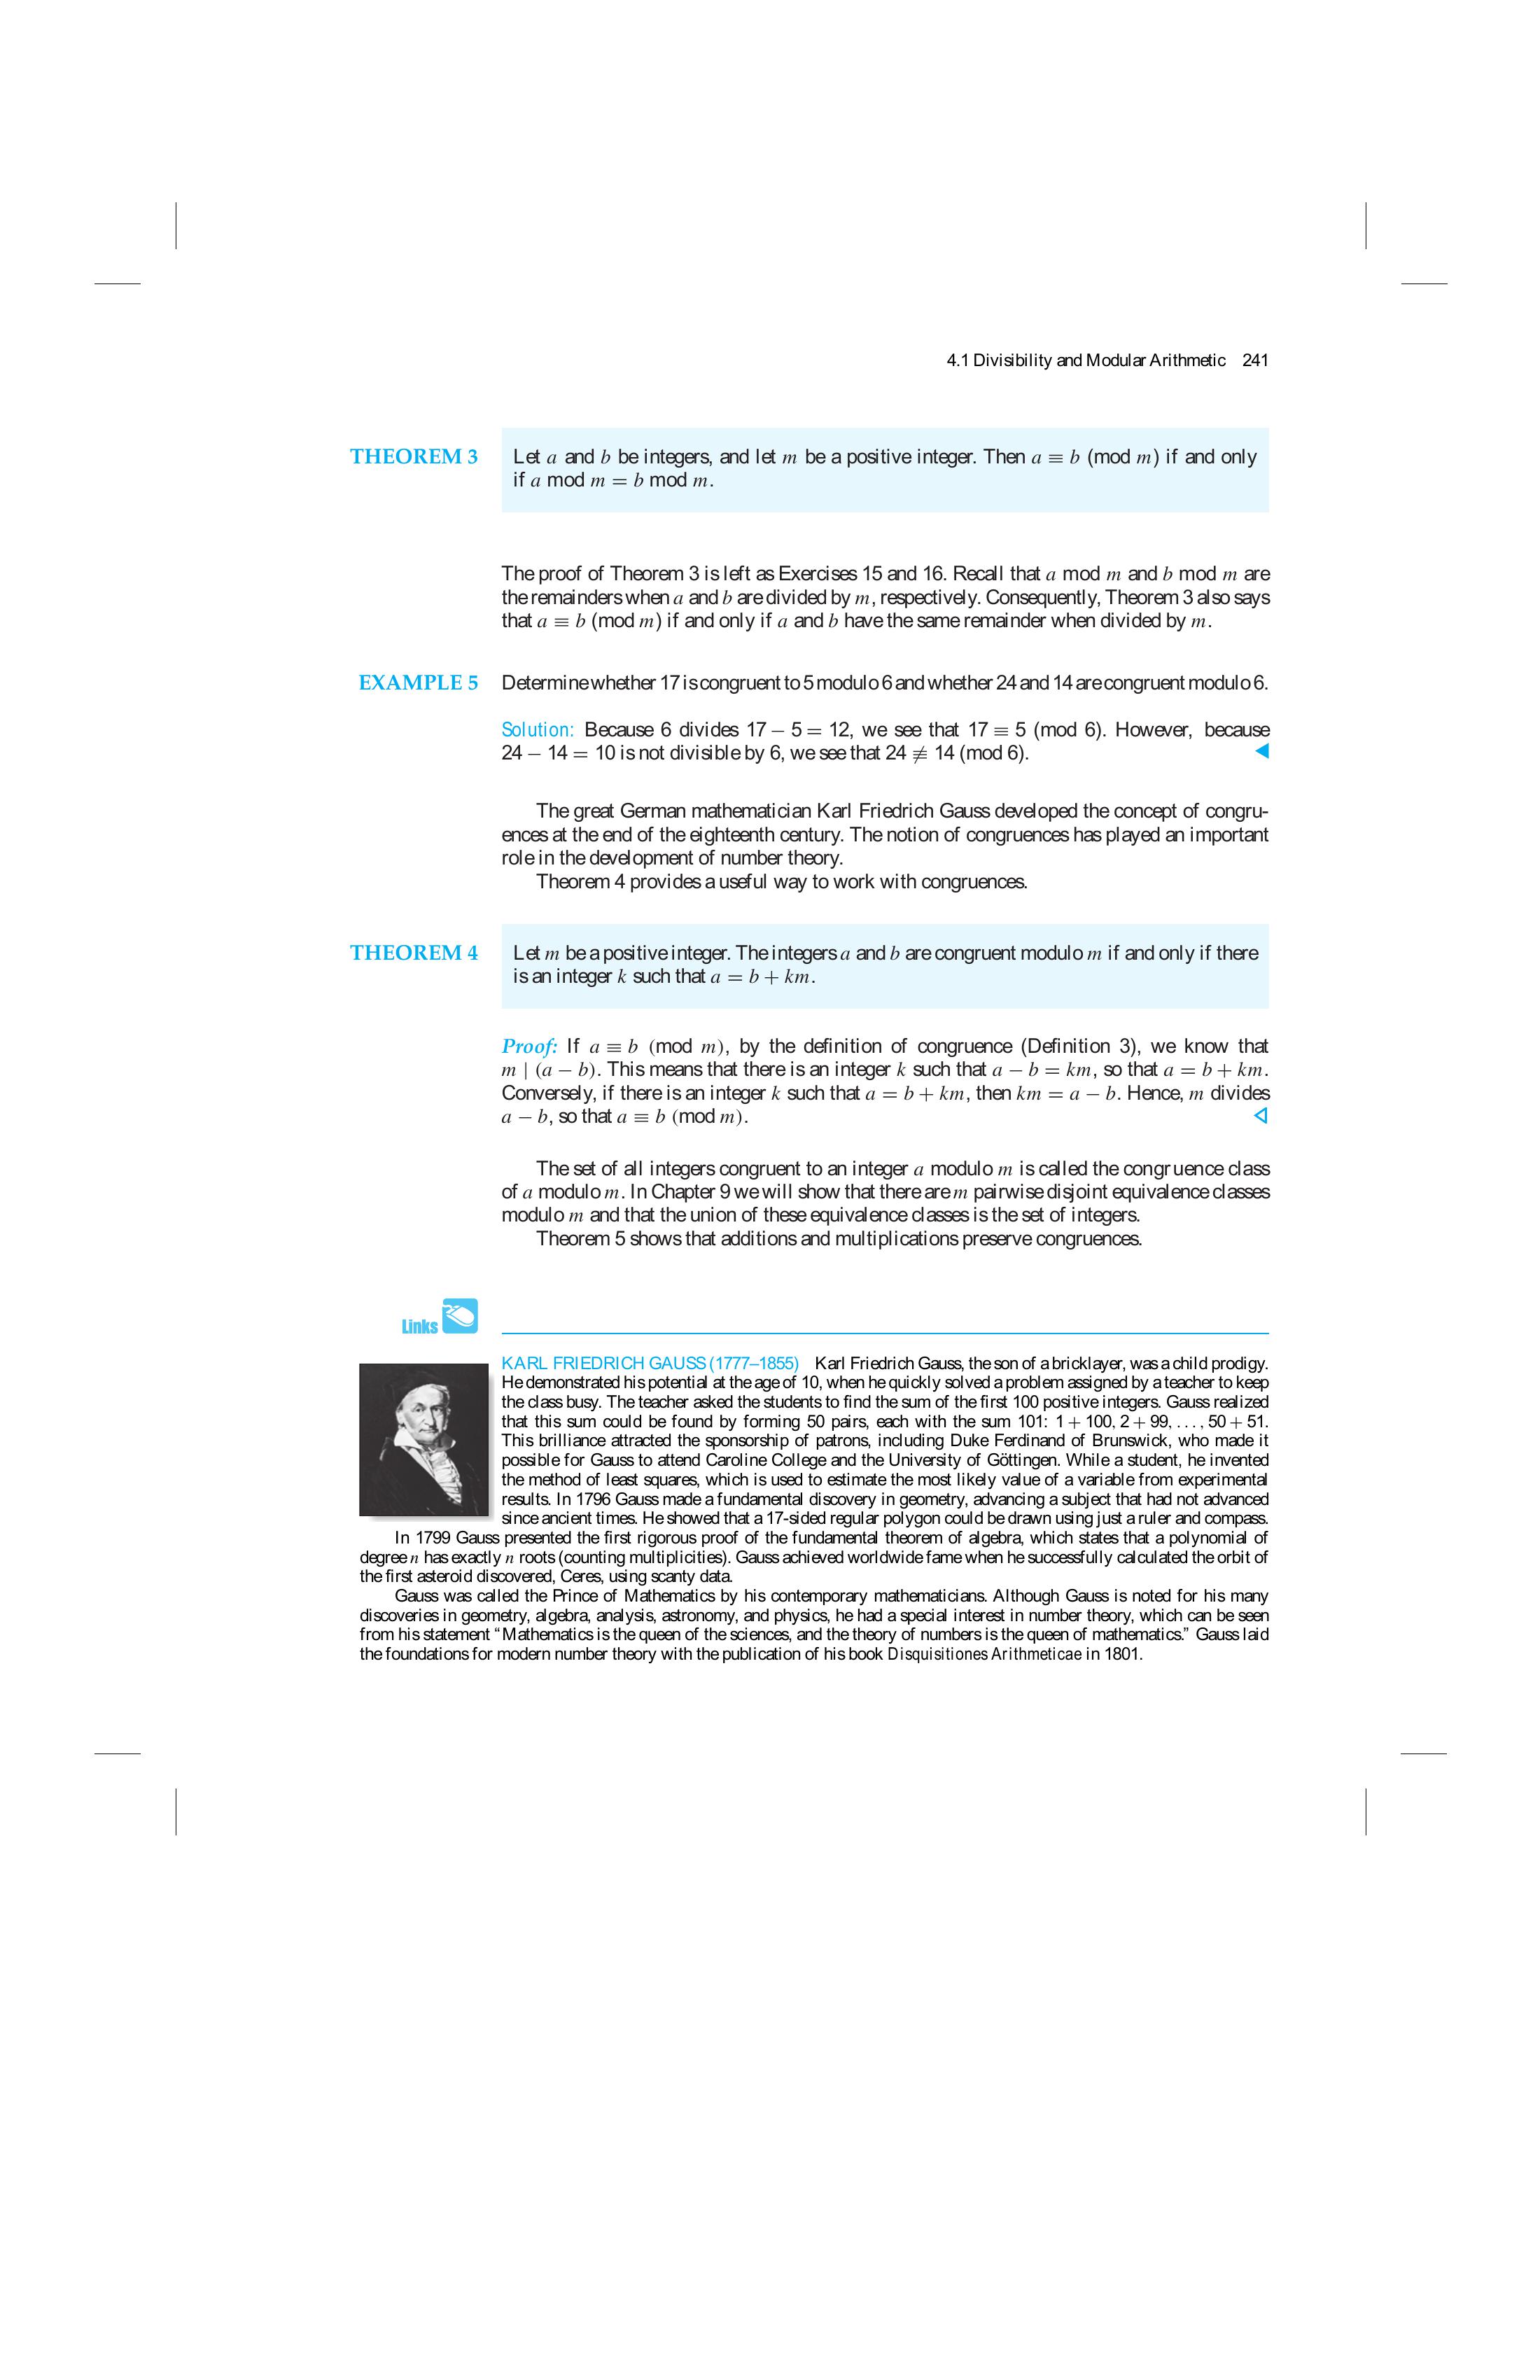 4.1 Divisibility and Modular Arithmetic 241
THEOREM 3 Let a and b be integers, and let m be a positive integer. Then a ≡ b (mod m) if and only
if a mod m = b mod m.
The proof of Theorem 3 is left as Exercises 15 and 16. Recall that a mod m and b mod m are
the remainders when a and b are divided by m, respectively. Consequently, Theorem 3 also says
that a ≡ b (mod m) if and only if a and b have the same remainder when divided by m.
EXAMPLE 5 Determine whether 17 is congruent to 5 modulo 6 and whether 24 and 14 are congruent modulo 6.
Solution: Because 6 divides 17 − 5 = 12, we see that 17 ≡ 5 (mod 6). However, because
24 − 14 = 10 is not divisible by 6, we see that 24 ≢ 14 (mod 6).
The great German mathematician Karl Friedrich Gauss developed the concept of congru-
ences at the end of the eighteenth century. The notion of congruences has played an important
role in the development of number theory.
Theorem 4 provides a useful way to work with congruences.
THEOREM 4 Let m be a positive integer. The integers a and b are congruent modulo m if and only if there
is an integer k such that a = b + km.
Proof: If a ≡ b (mod m), by the definition of congruence (Definition 3), we know that
m | (a − b). This means that there is an integer k such that a − b = km, so that a = b + km.
Conversely, if there is an integer k such that a = b + km, then km = a − b. Hence, m divides
a − b, so that a ≡ b (mod m).
The set of all integers congruent to an integer a modulo m is called the congruence class
of a modulo m. In Chapter 9 we will show that there are m pairwise disjoint equivalence classes
modulo m and that the union of these equivalence classes is the set of integers.
Theorem 5 shows that additions and multiplications preserve congruences.
Links
KARL FRIEDRICH GAUSS (1777–1855) Karl Friedrich Gauss, the son of a bricklayer, was a child prodigy.
He demonstrated his potential at the age of 10, when he quickly solved a problem assigned by a teacher to keep
the class busy. The teacher asked the students to find the sum of the first 100 positive integers. Gauss realized
that this sum could be found by forming 50 pairs, each with the sum 101: 1 + 100, 2 + 99, . . . , 50 + 51.
This brilliance attracted the sponsorship of patrons, including Duke Ferdinand of Brunswick, who made it
possible for Gauss to attend Caroline College and the University of Göttingen. While a student, he invented
the method of least squares, which is used to estimate the most likely value of a variable from experimental
results. In 1796 Gauss made a fundamental discovery in geometry, advancing a subject that had not advanced
since ancient times. He showed that a 17-sided regular polygon could be drawn using just a ruler and compass.
In 1799 Gauss presented the first rigorous proof of the fundamental theorem of algebra, which states that a polynomial of
degree n has exactly n roots (counting multiplicities). Gauss achieved worldwide fame when he successfully calculated the orbit of
the first asteroid discovered, Ceres, using scanty data.
Gauss was called the Prince of Mathematics by his contemporary mathematicians. Although Gauss is noted for his many
discoveries in geometry, algebra, analysis, astronomy, and physics, he had a special interest in number theory, which can be seen
from his statement “Mathematics is the queen of the sciences, and the theory of numbers is the queen of mathematics.” Gauss laid
the foundations for modern number theory with the publication of his book Disquisitiones Arithmeticae in 1801.